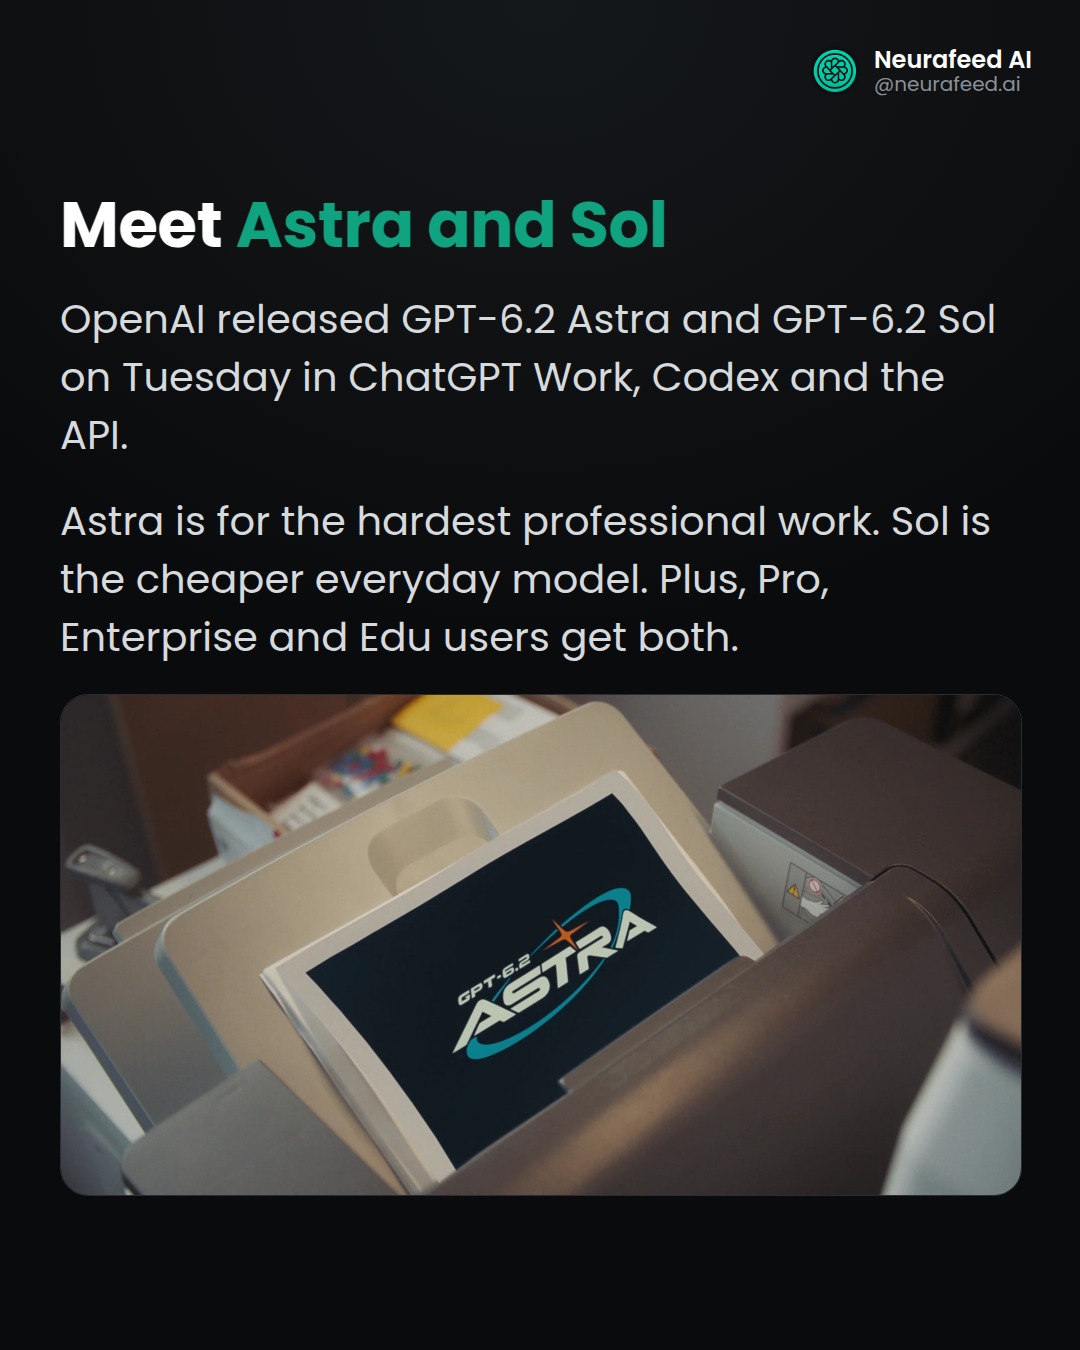 Neurafeed AI
@neurafeed.ai
Meet Astra and Sol
OpenAI released GPT-6.2 Astra and GPT-6.2 Sol
on Tuesday in ChatGPT Work, Codex and the
API.
Astra is for the hardest professional work. Sol is
the cheaper everyday model. Plus, Pro,
Enterprise and Edu users get both.
GPT-6.2
ASTRA